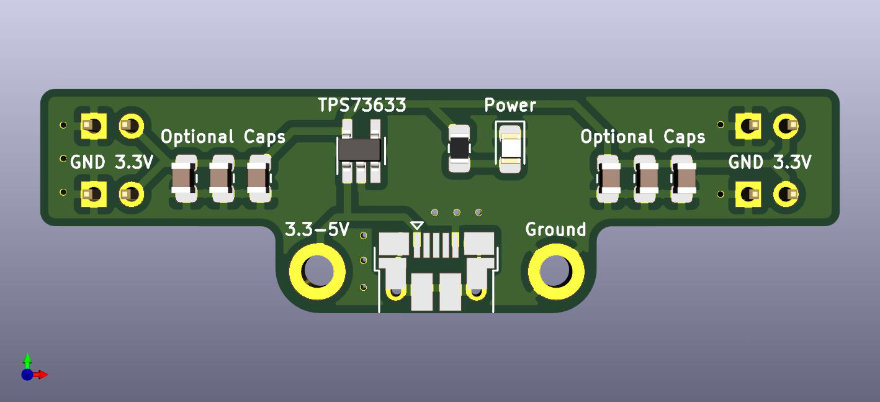 TPS73633
Power
Optional Caps
Optional Caps
GND 3.3V
GND 3.3V
3.3-5V
Ground